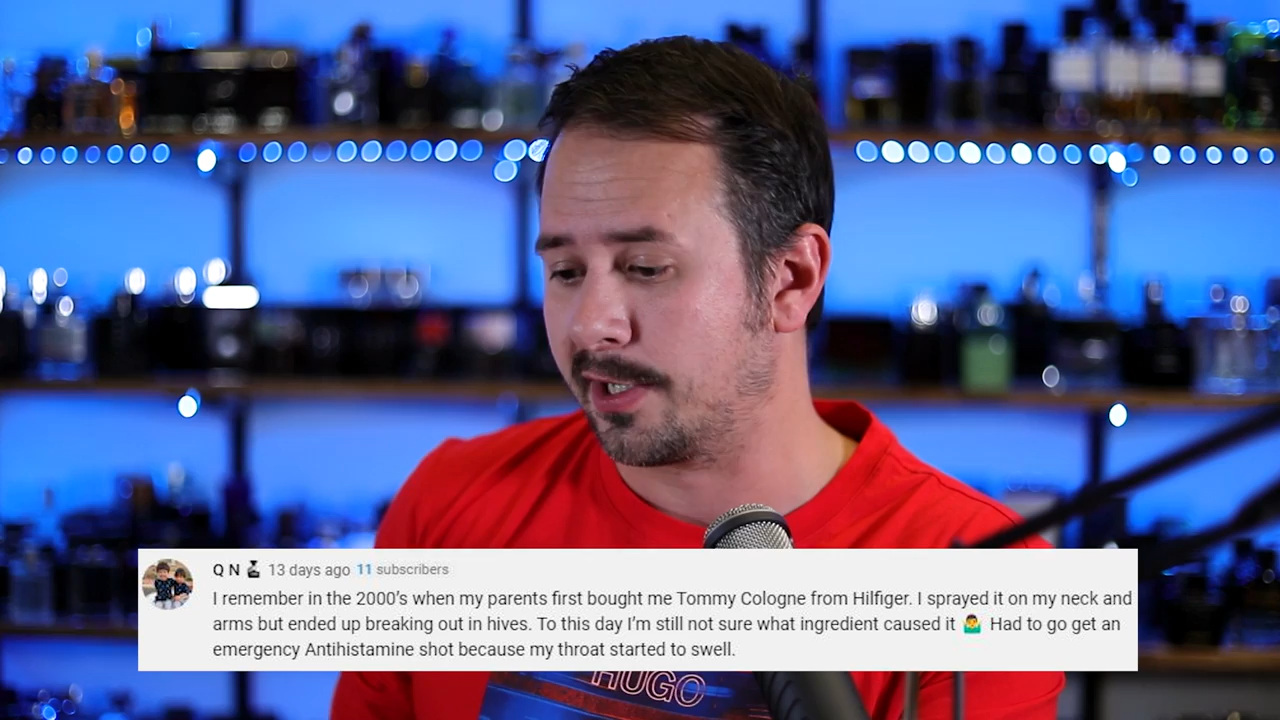 Q N 13 days ago 11 subscribers
I remember in the 2000’s when my parents first bought me Tommy Cologne from Hilfiger. I sprayed it on my neck and
arms but ended up breaking out in hives. To this day I’m still not sure what ingredient caused it 🤷‍♂️ Had to go get an
emergency Antihistamine shot because my throat started to swell.
HUGO